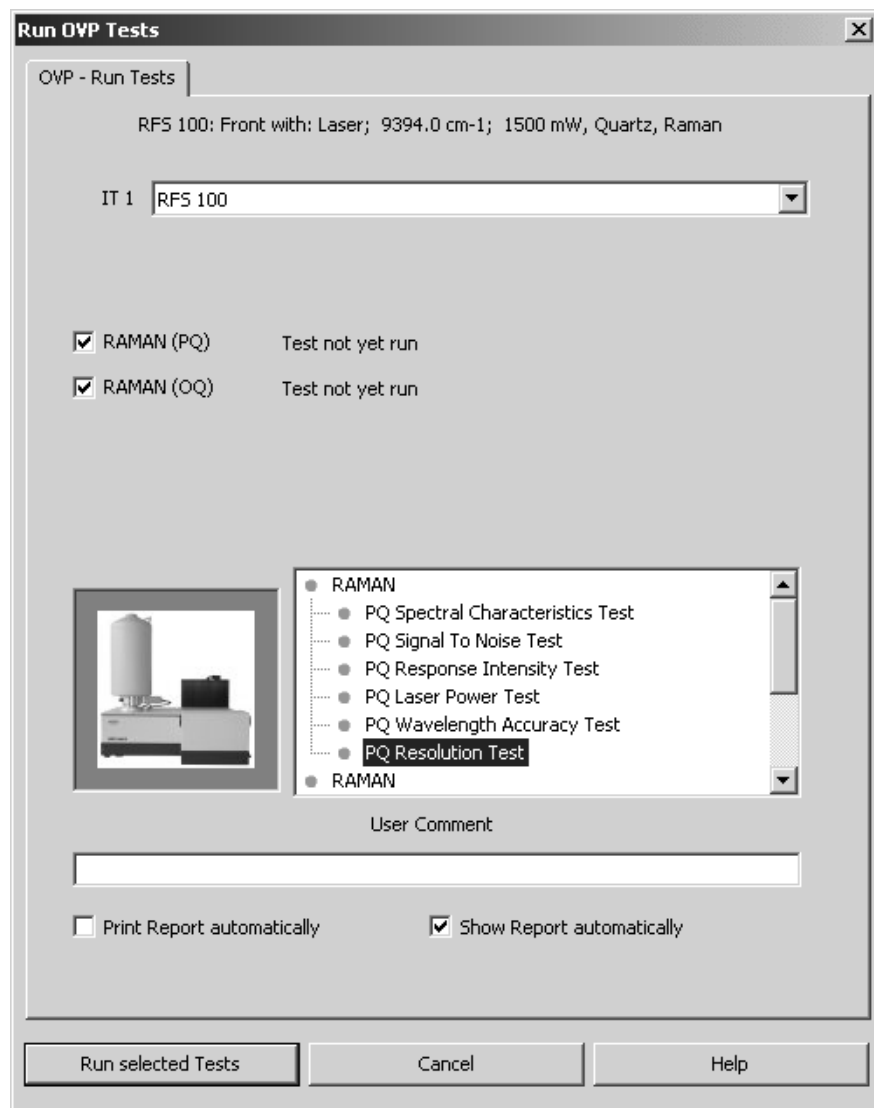 Run OVP Tests
OVP - Run Tests
RFS 100: Front with: Laser; 9394.0 cm-1; 1500 mW, Quartz, Raman
IT 1 RFS 100
RAMAN (PQ) Test not yet run
RAMAN (OQ) Test not yet run
RAMAN
PQ Spectral Characteristics Test
PQ Signal To Noise Test
PQ Response Intensity Test
PQ Laser Power Test
PQ Wavelength Accuracy Test
PQ Resolution Test
RAMAN
User Comment
Print Report automatically Show Report automatically
Run selected Tests Cancel Help